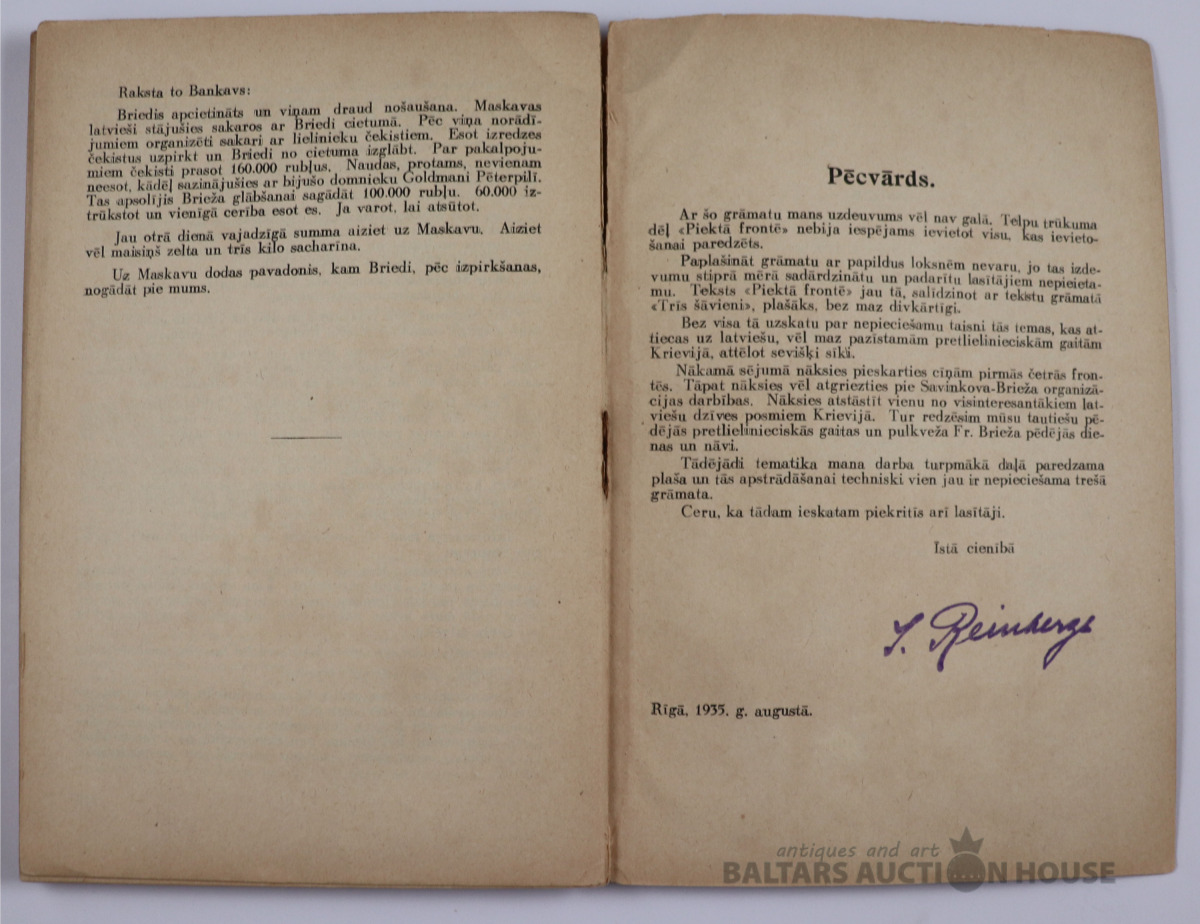 Raksta to Bankavs:
Briedis apcietināts un viņam draud nošaušana. Maskavas
latvieši stājušies sakaros ar Briedi cietumā. Pēc viņa norādī-
jumiem organizēti sakari ar lielinieku čekistiem. Esot izredzes
čekistus uzpirkt un Briedi no cietuma izglābt. Par pakalpoju-
miem čekisti prasot 160.000 rubļus. Naudas, protams, nevienam
neesot, kādēļ sazinājušies ar bijušo domnieku Goldmani Pēterpilī.
Tas apsolījis Brieža glābšanai sagādāt 100.000 rubļu. 60.000 iz-
trūkstot un vienīgā cerība esot es. Ja varot, lai atsūtot.
Jau otrā dienā vajadzīgā summa aiziet uz Maskavu. Aiziet
vēl maisiņš zelta un trīs kilo sacharīna.
Uz Maskavu dodas pavadonis, kam Briedi, pēc izpirkšanas,
nogādāt pie mums.
Pēcvārds.
Ar šo grāmatu mans uzdeuvums vēl nav galā. Telpu trūkuma
dēļ «Piektā frontē» nebija iespējams ievietot visu, kas ievieto-
šanai paredzēts.
Paplašināt grāmatu ar papildus loksnēm nevaru, jo tas izde-
vumu stiprā mērā sadārdzinātu un padarītu lasītājiem nepieieta-
mu. Teksts «Piektā frontē» jau tā, salīdzinot ar tekstu grāmatā
«Trīs šāvieni», plašāks, bez maz divkārtīgi.
Bez visa tā uzskatu par nepieciešamu taisni tās temas, kas at-
tiecas uz latviešu, vēl maz pazīstamām pretlielinieciskām gaitām
Krievijā, attēlot sevišķi sīki.
Nākamā sējumā nāksies pieskarties cīņām pirmās četrās fron-
tēs. Tāpat nāksies vēl atgriezties pie Savinkova-Brieža organizā-
cijas darbības. Nāksies atstāstīt vienu no visinteresantākiem lat-
viešu dzīves posmiem Krievijā. Tur redzēsim mūsu tautiešu pē-
dējās pretlielinieciskās gaitas un pulkveža Fr. Brieža pēdējās die-
nas un nāvi.
Tādējādi tematika mana darba turpmākā daļā paredzama
plaša un tās apstrādāšanai techniski vien jau ir nepieciešama trešā
grāmata.
Ceru, ka tādam ieskatam piekritīs arī lasītāji.
Īstā cienībā
J. Reinbergs
Rīgā, 1935. g. augustā.
antiques and art
BALTARS AUCTION HOUSE